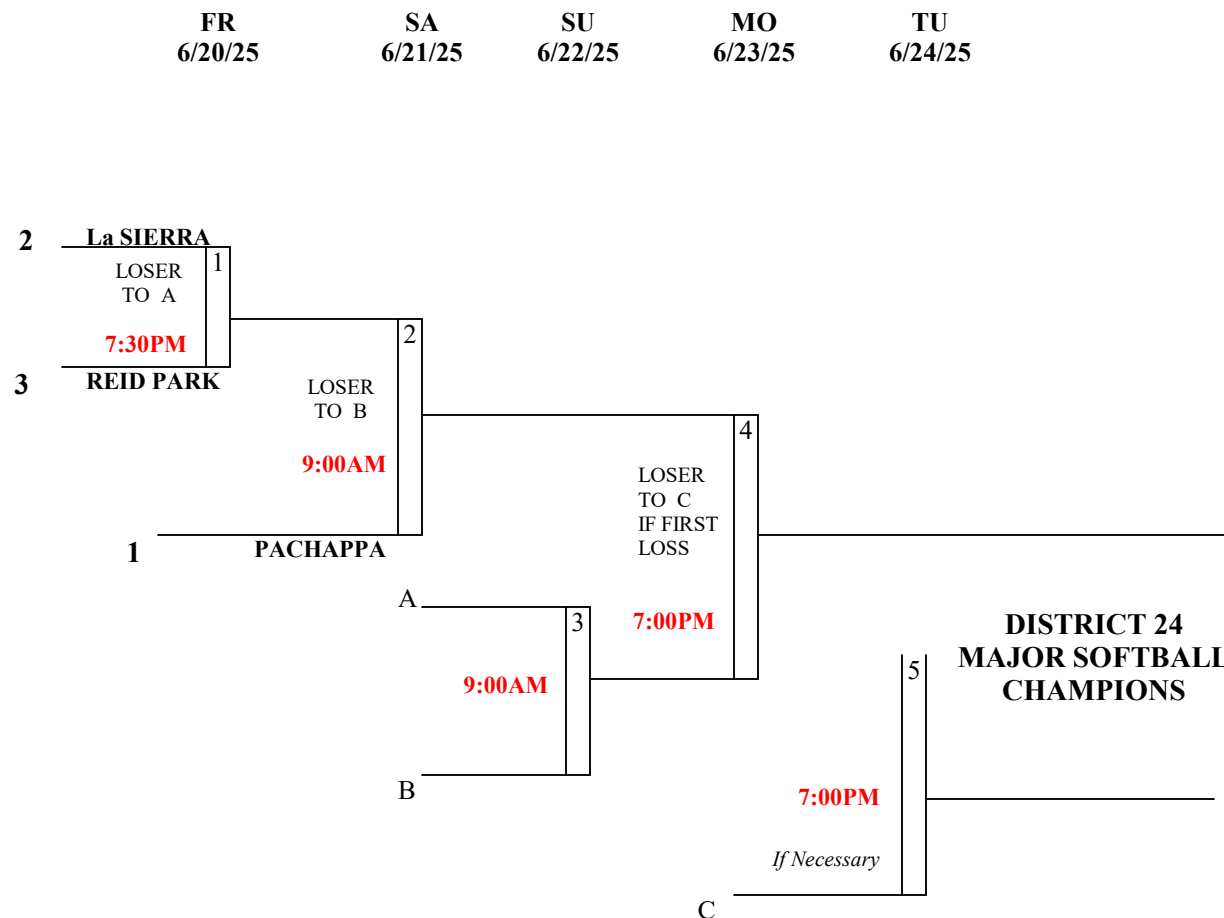 FR SA SU MO TU
6/20/25 6/21/25 6/22/25 6/23/25 6/24/25
2 La SIERRA
1
LOSER
TO A
7:30PM
3 REID PARK
2
LOSER
TO B
9:00AM
1 PACHAPPA
4
LOSER
TO C
IF FIRST
LOSS
7:00PM
A
3
9:00AM
B
DISTRICT 24
MAJOR SOFTBALL
CHAMPIONS
5
7:00PM
If Necessary
C